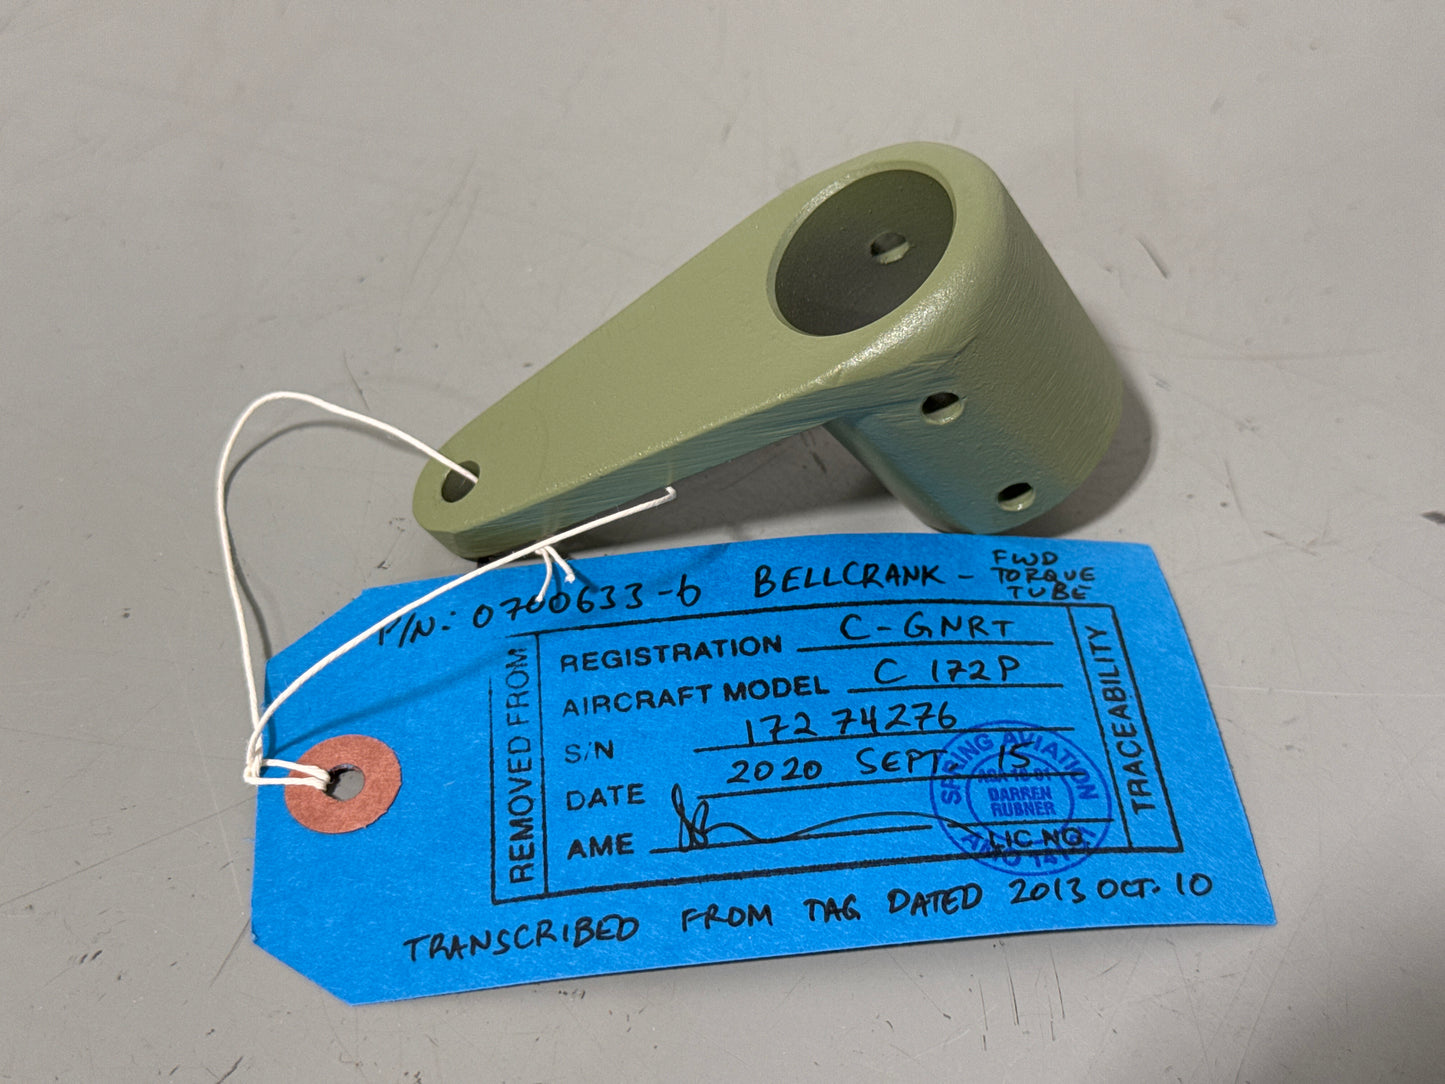 P/N: 0700633-6 BELLCRANK - FWD TORQUE TUBE
REMOVED FROM
REGISTRATION C-GNRT
AIRCRAFT MODEL C 172P
S/N 172 74276
DATE 2020 SEPT 15
AME
LIC NO.
TRACEABILITY
SPRING AVIATION
DARREN
RUBNER
TRANSCRIBED FROM TAG DATED 2013 OCT. 10